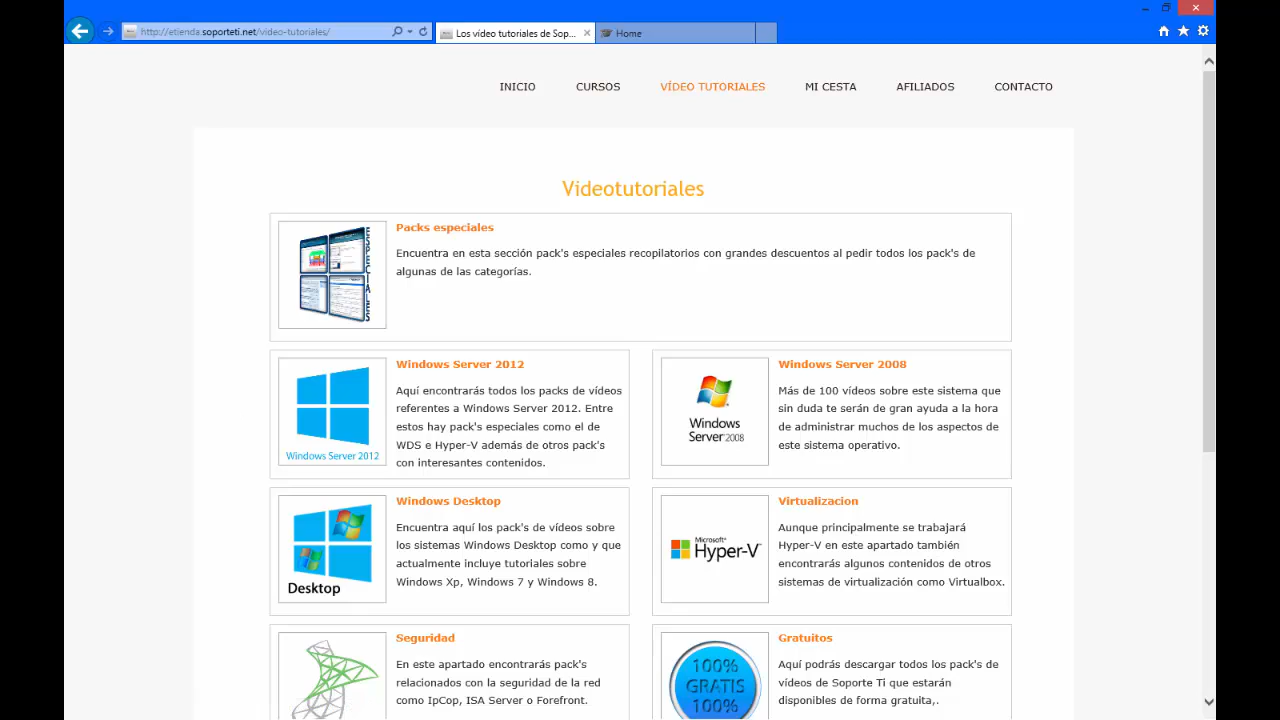 http://etienda.soporteti.net/video-tutoriales/
Los vídeo tutoriales de Sop...
Home
INICIO
CURSOS
VÍDEO TUTORIALES
MI CESTA
AFILIADOS
CONTACTO
Videotutoriales
ESPECIALES
Packs especiales
Encuentra en esta sección pack's especiales recopilatorios con grandes descuentos al pedir todos los pack's de
algunas de las categorías.
Windows Server 2012
Windows Server 2012
Aquí encontrarás todos los packs de vídeos
referentes a Windows Server 2012. Entre
estos hay pack's especiales como el de
WDS e Hyper-V además de otros pack's
con interesantes contenidos.
Windows
Server 2008
Windows Server 2008
Más de 100 vídeos sobre este sistema que
sin duda te serán de gran ayuda a la hora
de administrar muchos de los aspectos de
este sistema operativo.
Desktop
Windows Desktop
Encuentra aquí los pack's de vídeos sobre
los sistemas Windows Desktop como y que
actualmente incluye tutoriales sobre
Windows Xp, Windows 7 y Windows 8.
Microsoft
Hyper-V
Virtualizacion
Aunque principalmente se trabajará
Hyper-V en este apartado también
encontrarás algunos contenidos de otros
sistemas de virtualización como Virtualbox.
Seguridad
En este apartado encontrarás pack's
relacionados con la seguridad de la red
como IpCop, ISA Server o Forefront.
100%
GRATIS
100%
Gratuitos
Aquí podrás descargar todos los pack's de
vídeos de Soporte Ti que estarán
disponibles de forma gratuita,.